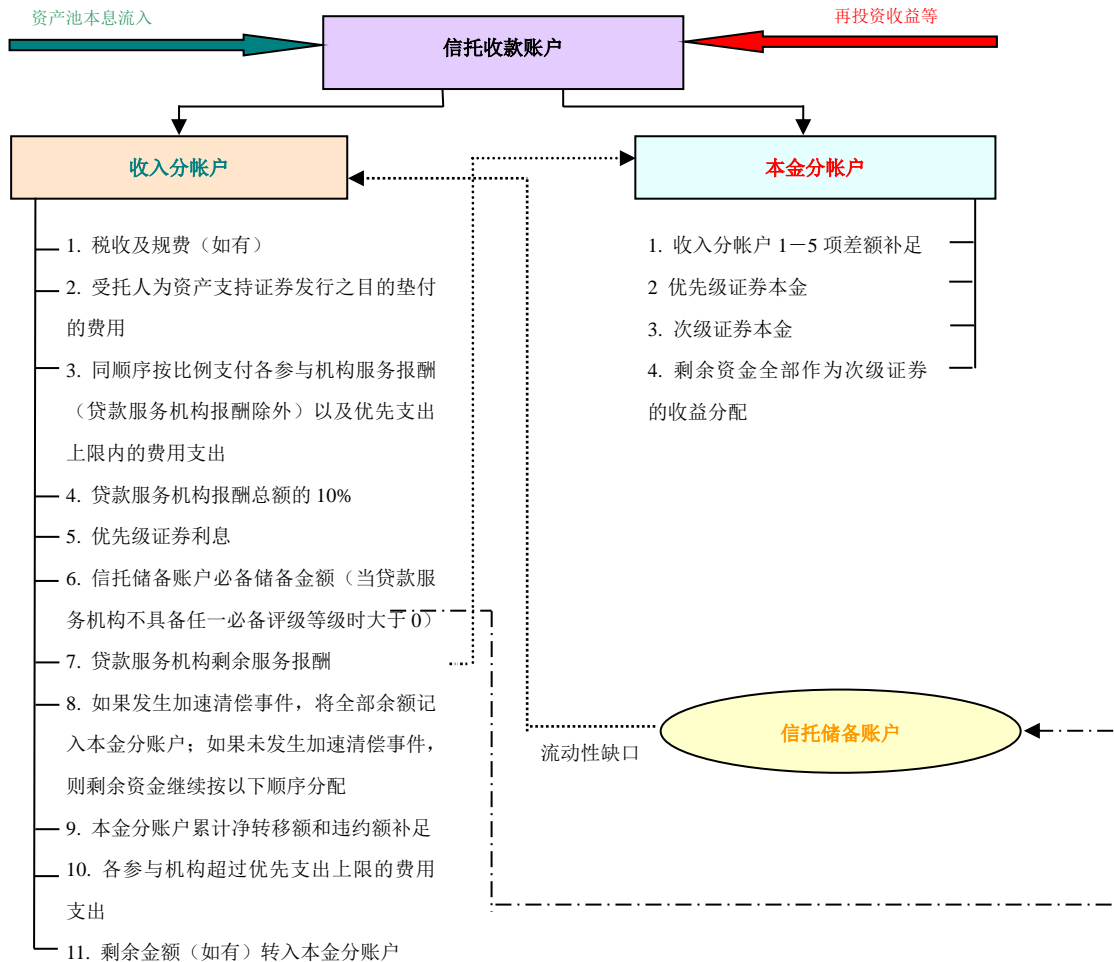 资产池本息流入
再投资收益等
信托收款账户
收入分帐户
本金分帐户
1. 税收及规费（如有）
2. 受托人为资产支持证券发行之目的垫付
的费用
3. 同顺序按比例支付各参与机构服务报酬
（贷款服务机构报酬除外）以及优先支出
上限内的费用支出
4. 贷款服务机构报酬总额的 10%
5. 优先级证券利息
6. 信托储备账户必备储备金额（当贷款服
务机构不具备任一必备评级等级时大于 0）
7. 贷款服务机构剩余服务报酬
8. 如果发生加速清偿事件，将全部余额记
入本金分账户；如果未发生加速清偿事件，
则剩余资金继续按以下顺序分配
9. 本金分账户累计净转移额和违约额补足
10. 各参与机构超过优先支出上限的费用
支出
11. 剩余金额（如有）转入本金分账户
1. 收入分帐户 1－5 项差额补足
2 优先级证券本金
3. 次级证券本金
4. 剩余资金全部作为次级证券
的收益分配
信托储备账户
流动性缺口